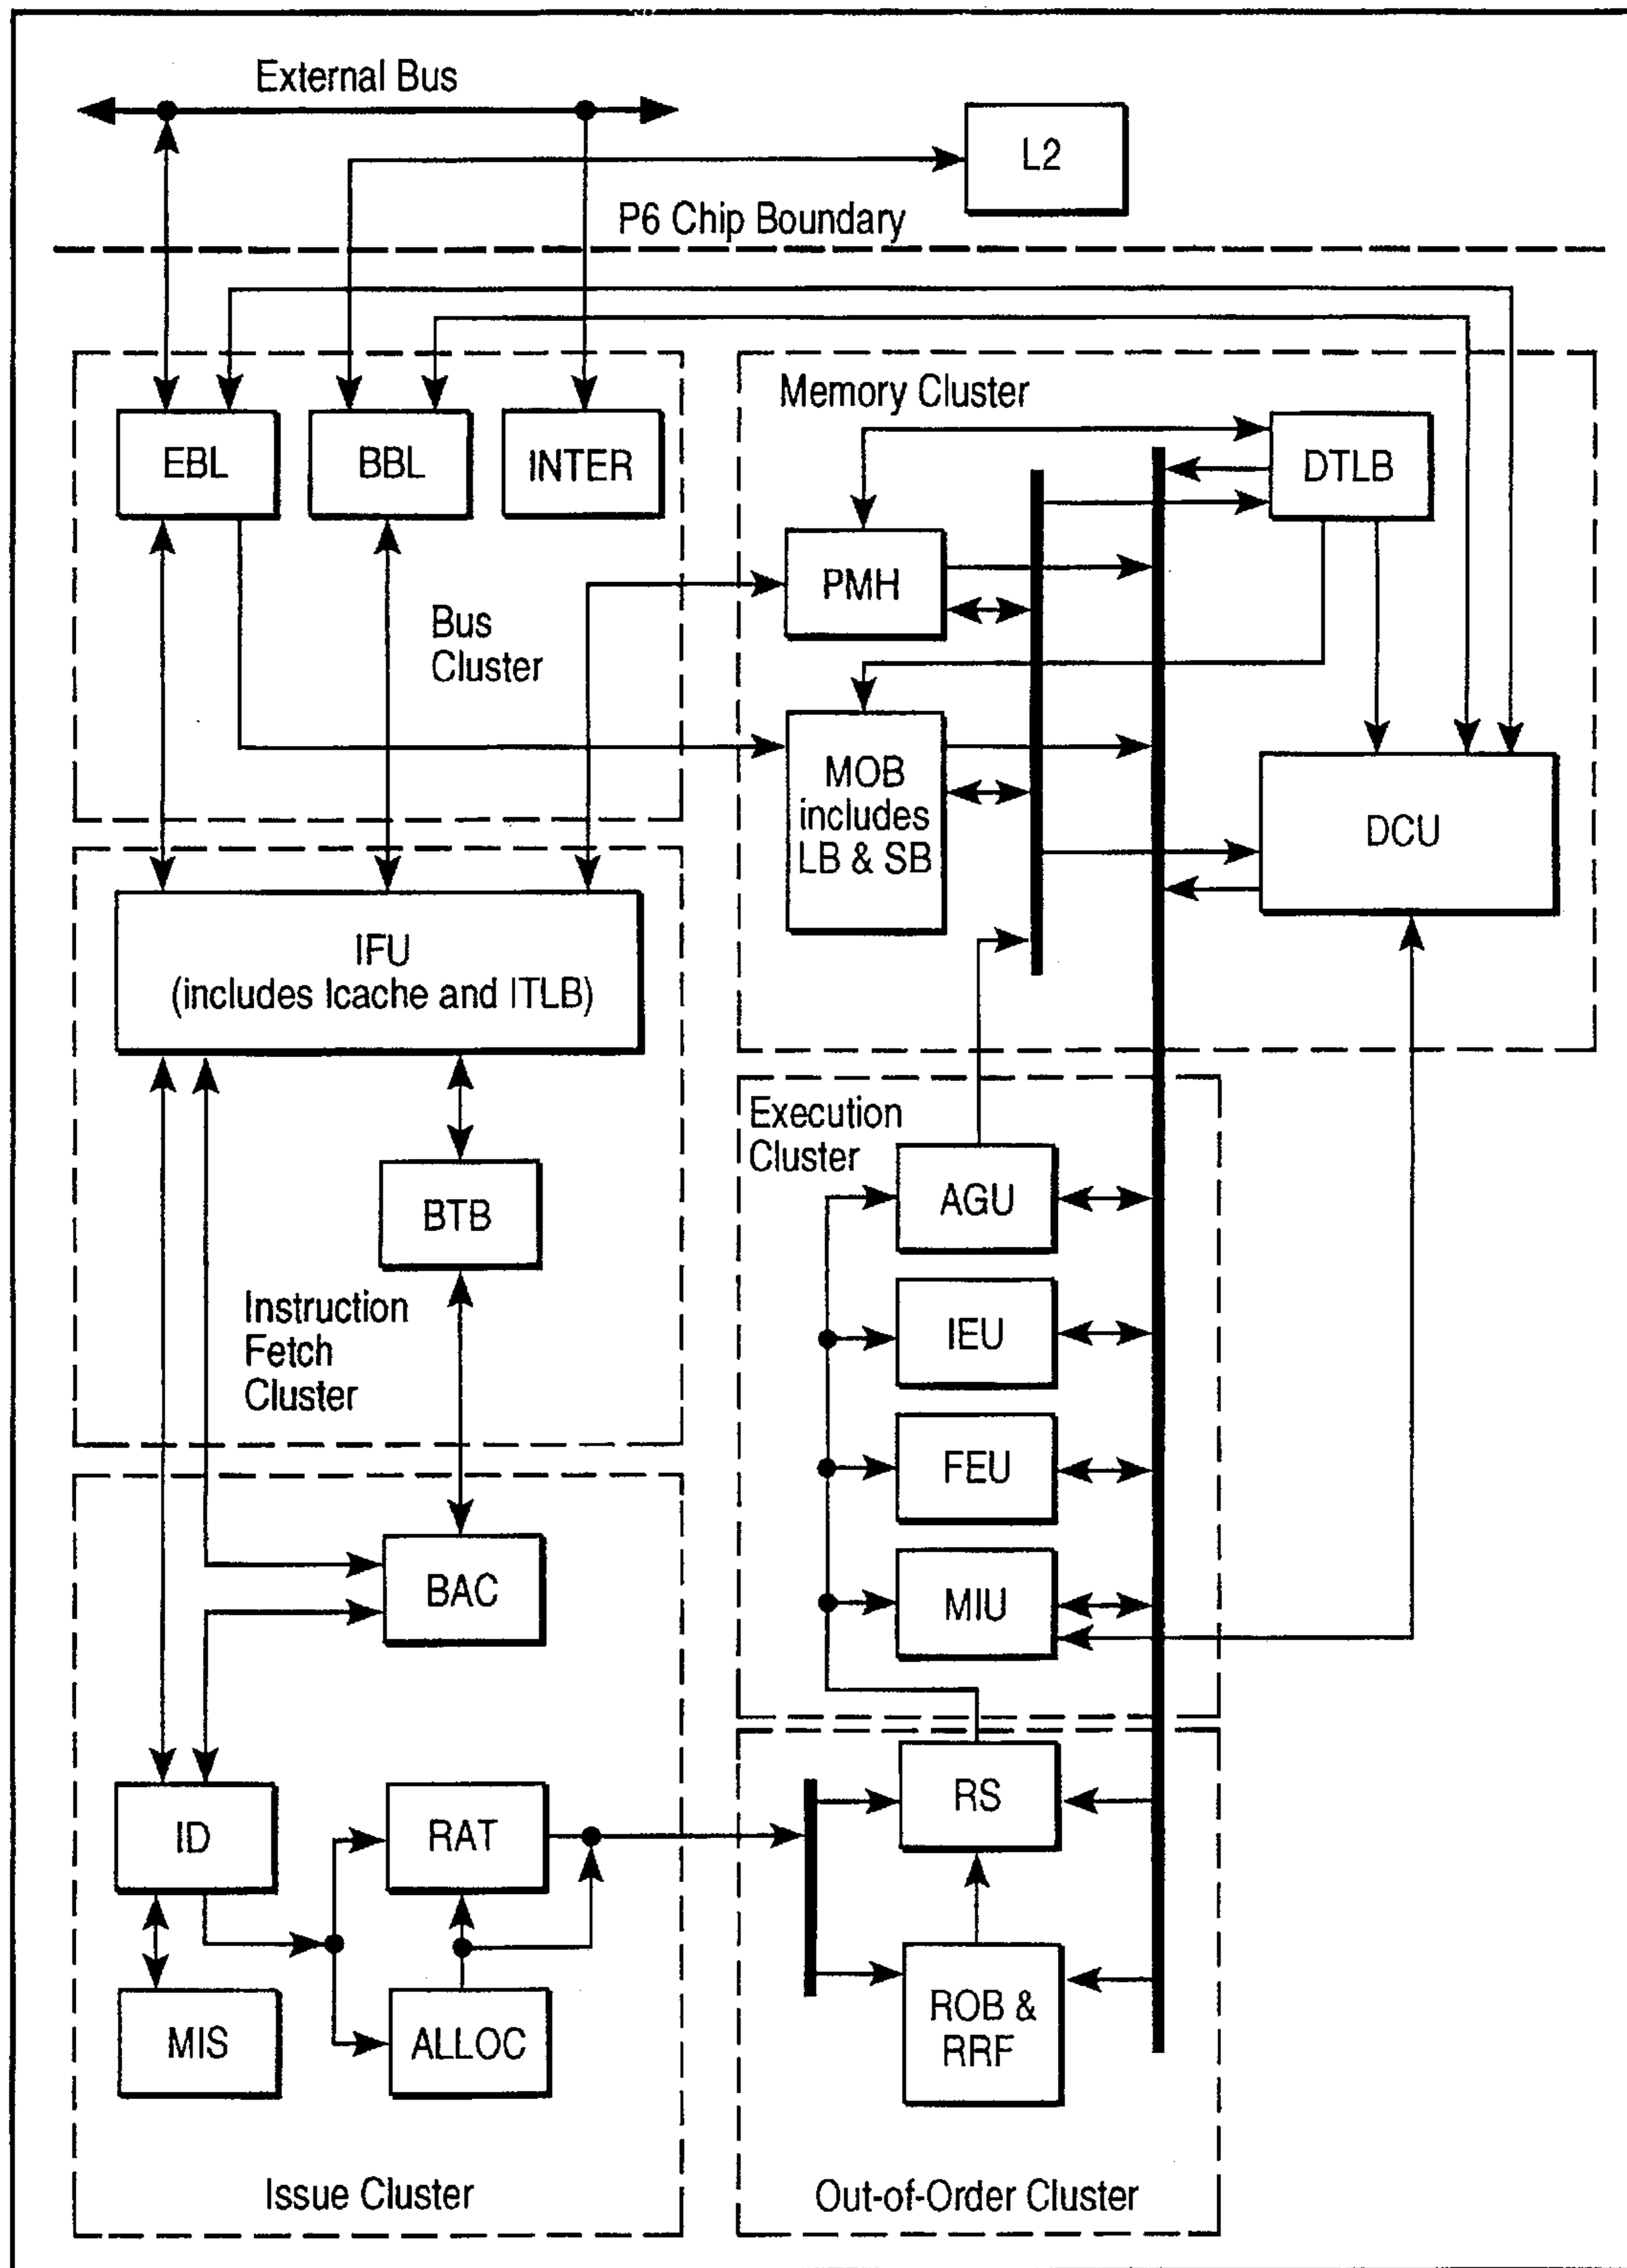 External Bus
L2
P6 Chip Boundary
EBL
BBL
INTER
Bus
Cluster
Memory Cluster
DTLB
PMH
MOB
includes
LB & SB
DCU
IFU
(includes Icache and ITLB)
BTB
Instruction
Fetch
Cluster
Execution
Cluster
AGU
IEU
FEU
MIU
BAC
ID
RAT
MIS
ALLOC
Issue Cluster
RS
ROB &
RRF
Out-of-Order Cluster